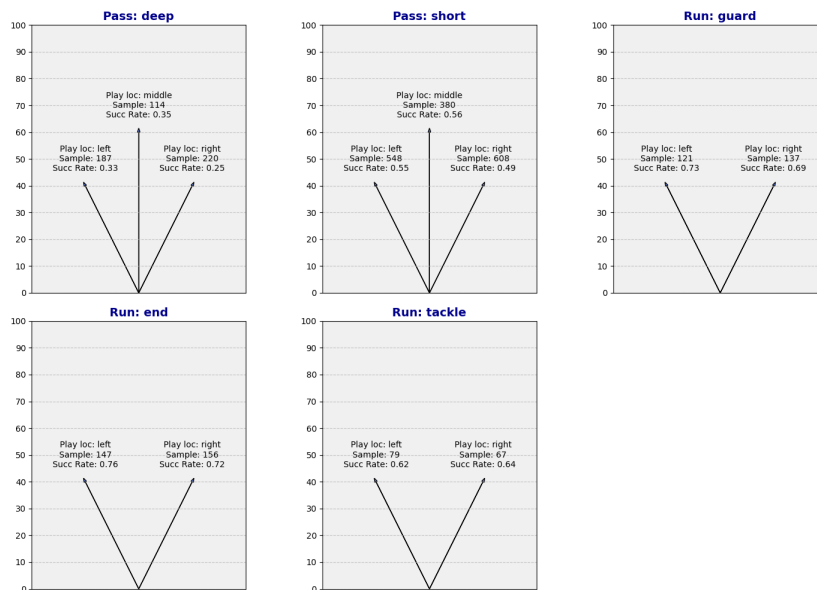 Pass: deep
100
90
80
70
60
50
40
30
20
10
0
Play loc: middle
Sample: 114
Succ Rate: 0.35
Play loc: left
Sample: 187
Succ Rate: 0.33
Play loc: right
Sample: 220
Succ Rate: 0.25
Pass: short
100
90
80
70
60
50
40
30
20
10
0
Play loc: middle
Sample: 380
Succ Rate: 0.56
Play loc: left
Sample: 548
Succ Rate: 0.55
Play loc: right
Sample: 608
Succ Rate: 0.49
Run: guard
100
90
80
70
60
50
40
30
20
10
0
Play loc: left
Sample: 121
Succ Rate: 0.73
Play loc: right
Sample: 137
Succ Rate: 0.69
Run: end
100
90
80
70
60
50
40
30
20
10
0
Play loc: left
Sample: 147
Succ Rate: 0.76
Play loc: right
Sample: 156
Succ Rate: 0.72
Run: tackle
100
90
80
70
60
50
40
30
20
10
0
Play loc: left
Sample: 79
Succ Rate: 0.62
Play loc: right
Sample: 67
Succ Rate: 0.64